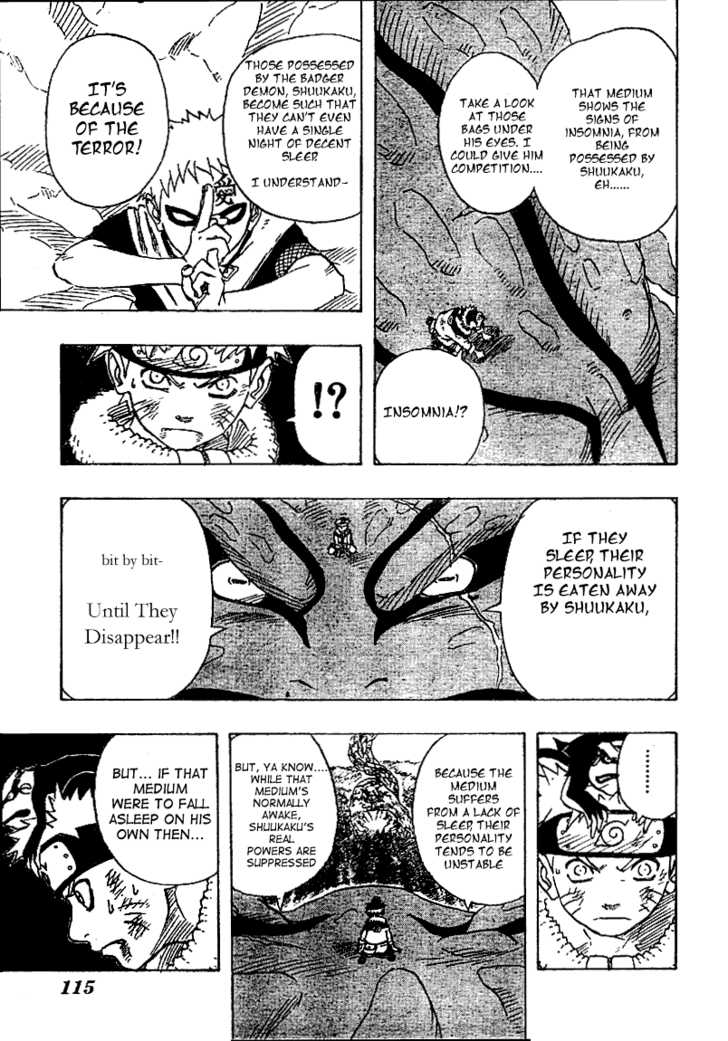 THAT MEDIUM
SHOWS THE
SIGNS OF
INSOMNIA, FROM
BEING
POSSESSED BY
SHUUKAKU,
EH......
TAKE A LOOK
AT THOSE
BAGS UNDER
HIS EYES. I
COULD GIVE HIM
COMPETITION....
INSOMNIA!?
THOSE POSSESSED
BY THE BADGER
DEMON, SHUUKAKU,
BECOME SUCH THAT
THEY CAN'T EVEN
HAVE A SINGLE
NIGHT OF DECENT
SLEEP
I UNDERSTAND-
IT'S
BECAUSE
OF THE
TERROR!
愛
!?
IF THEY
SLEEP, THEIR
PERSONALITY
IS EATEN AWAY
BY SHUUKAKU,
bit by bit-
Until They
Disappear!!
.........
BECAUSE THE
MEDIUM
SUFFERS
FROM A LACK OF
SLEEP, THEIR
PERSONALITY
TENDS TO BE
UNSTABLE
BUT, YA KNOW....
WHILE THAT
MEDIUM'S
NORMALLY
AWAKE,
SHUUKAKU'S
REAL
POWERS ARE
SUPPRESSED
BUT... IF THAT
MEDIUM
WERE TO FALL
ASLEEP ON HIS
OWN THEN...
115